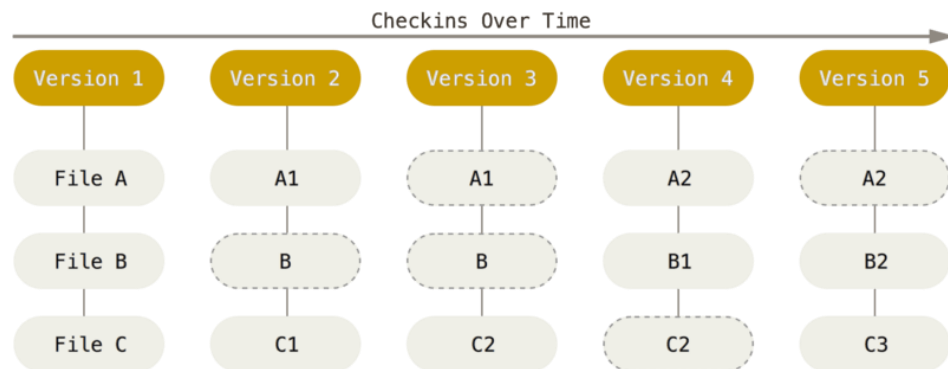 Checkins Over Time
Version 1 Version 2 Version 3 Version 4 Version 5
File A A1 A1 A2 A2
File B B B B1 B2
File C C1 C2 C2 C3